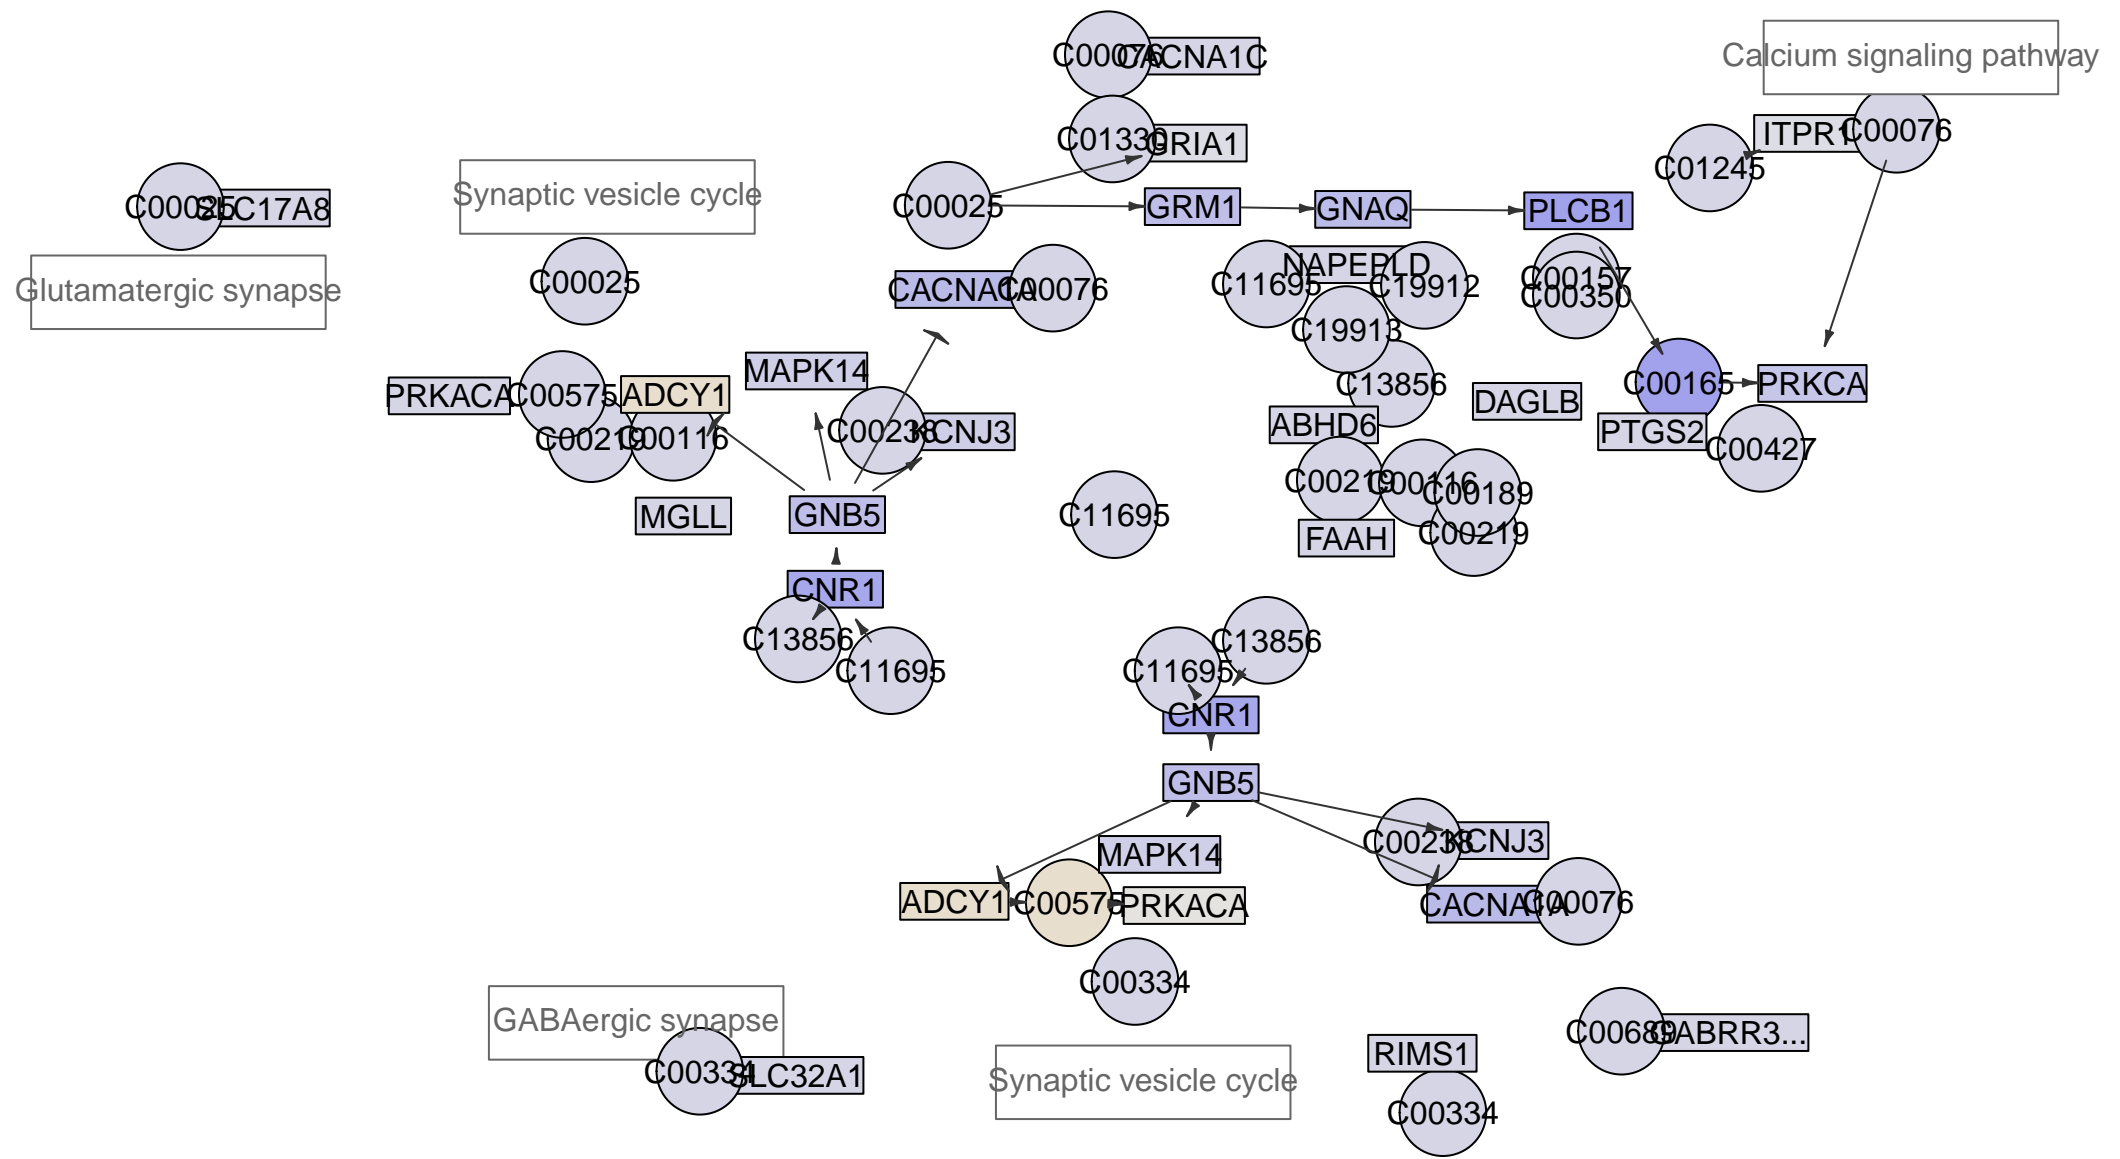 C00076
CACNA1C
Calcium signaling pathway
C01330
GRIA1
ITPR1
C00076
C01245
C00025
SLC17A8
Synaptic vesicle cycle
C00025
GRM1
GNAQ
PLCB1
Glutamatergic synapse
C00025
CACNA1A
C00076
C11695
NAPEPLD
C19912
C00157
C00350
C19913
C13856
MAPK14
PRKACA
C00575
ADCY1
DAGLB
C00165
PRKCA
C00219
C00116
C00238
KCNJ3
ABHD6
PTGS2
C00427
MGLL
GNB5
C11695
C00219
C00116
C00189
FAAH
C00219
CNR1
C13856
C11695
C11695
C13856
CNR1
GNB5
MAPK14
C00238
KCNJ3
ADCY1
C00575
PRKACA
CACNA1A
C00076
C00334
GABAergic synapse
C00334
SLC32A1
Synaptic vesicle cycle
RIMS1
C00334
C00689
GABRR3...